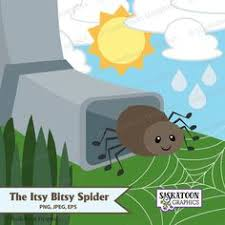 The Itsy Bitsy Spider
PNG, JPEG, EPS
SASKATOON
GRAPHICS